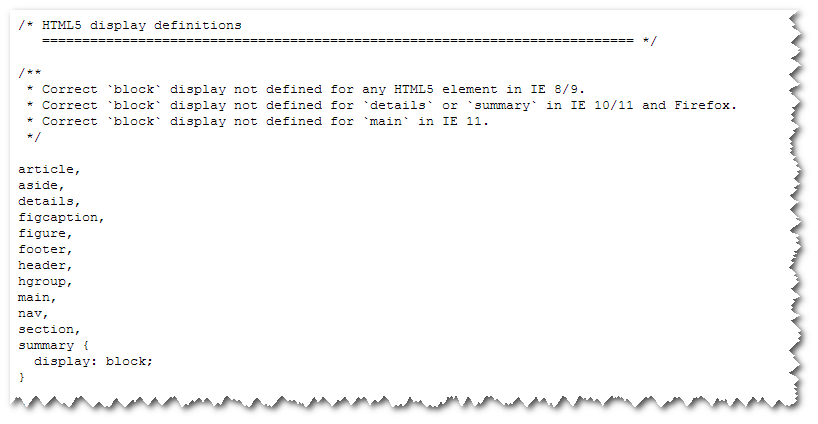 /* HTML5 display definitions
   ========================================================================== */

/**
 * Correct `block` display not defined for any HTML5 element in IE 8/9.
 * Correct `block` display not defined for `details` or `summary` in IE 10/11 and Firefox.
 * Correct `block` display not defined for `main` in IE 11.
 */

article,
aside,
details,
figcaption,
figure,
footer,
header,
hgroup,
main,
nav,
section,
summary {
  display: block;
}